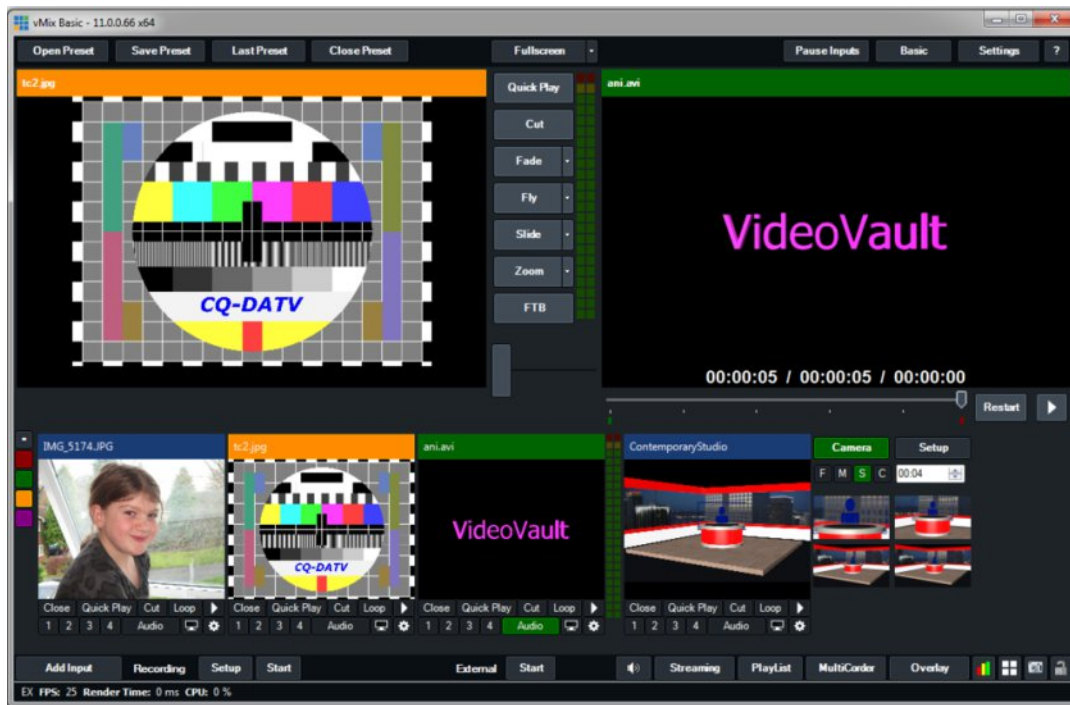 vMix Basic - 11.0.0.66 x64
Open Preset Save Preset Last Preset Close Preset Fullscreen Pause Inputs Basic Settings ?
tc2.jpg
Quick Play
ani.avi
Cut
Fade
Fly
Slide
Zoom
FTB
CQ-DATV
VideoVault
00:00:05 / 00:00:05 / 00:00:00
Restart
IMG_5174.JPG tc2.jpg ani.avi ContemporaryStudio Camera Setup
F M S C 00:04
CQ-DATV
VideoVault
Close Quick Play Cut Loop Close Quick Play Cut Loop Close Quick Play Cut Loop Close Quick Play Cut Loop
1 2 3 4 Audio 1 2 3 4 Audio 1 2 3 4 Audio 1 2 3 4 Audio
Add Input Recording Setup Start External Start Streaming PlayList MultiCorder Overlay
EX FPS: 25 Render Time: 0 ms CPU: 0 %